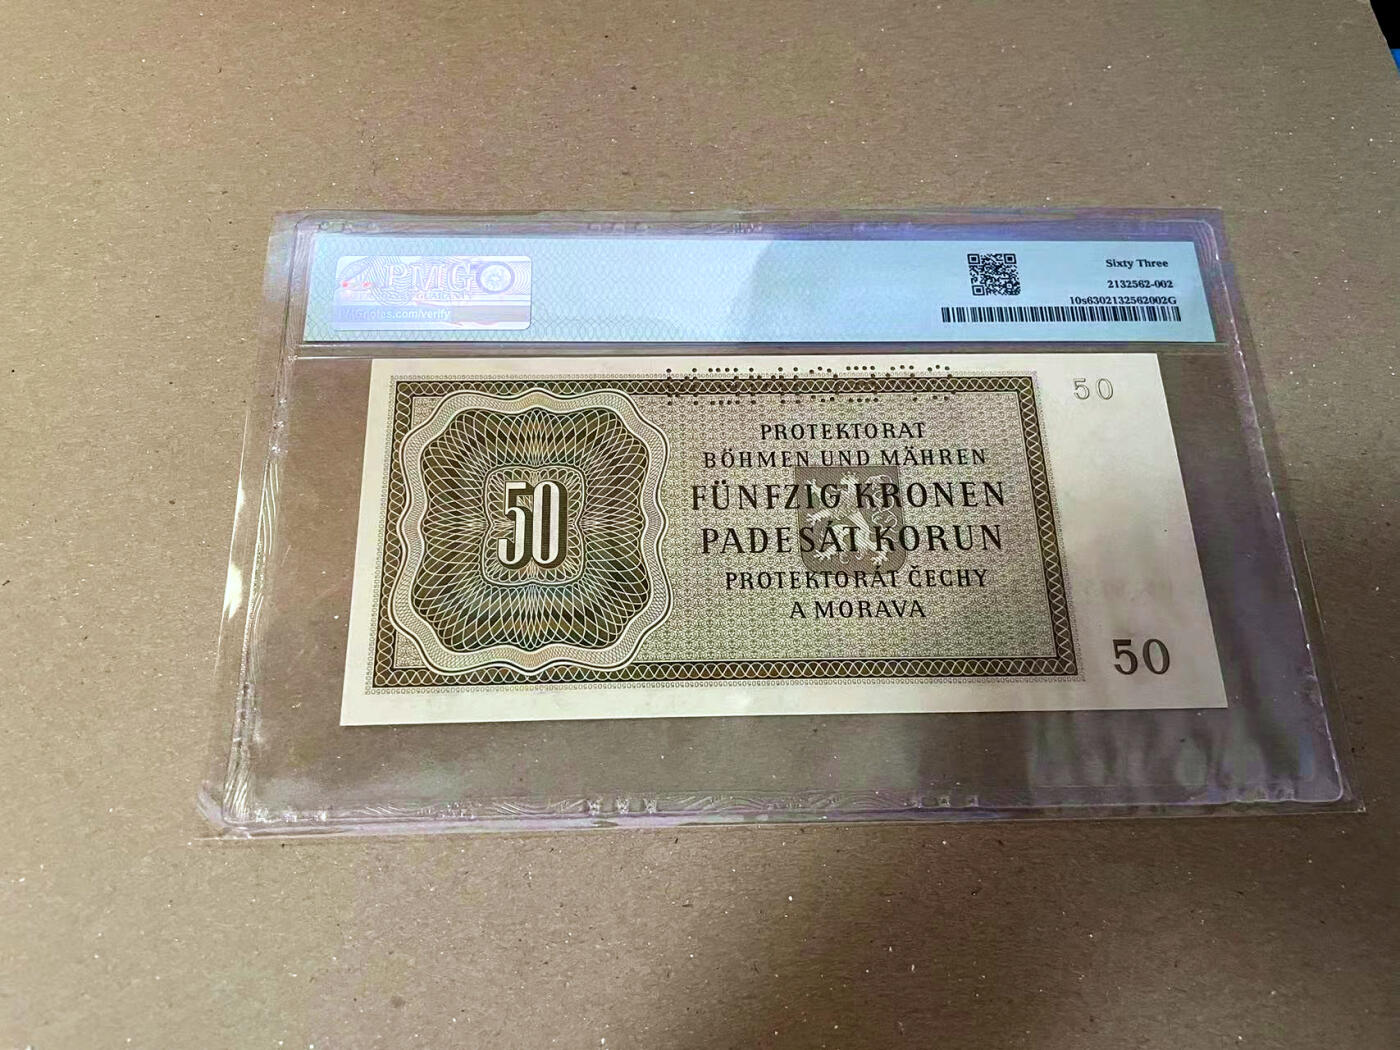 PMG
GUARANTY
PMGnotes.com/verify
Sixty Three
2132562-002
10s6302132562002G
50
PROTEKTORAT
BÖHMEN UND MÄHREN
FÜNFZIG KRONEN
PADESÁT KORUN
PROTEKTORÁT ČECHY
A MORAVA
50
50